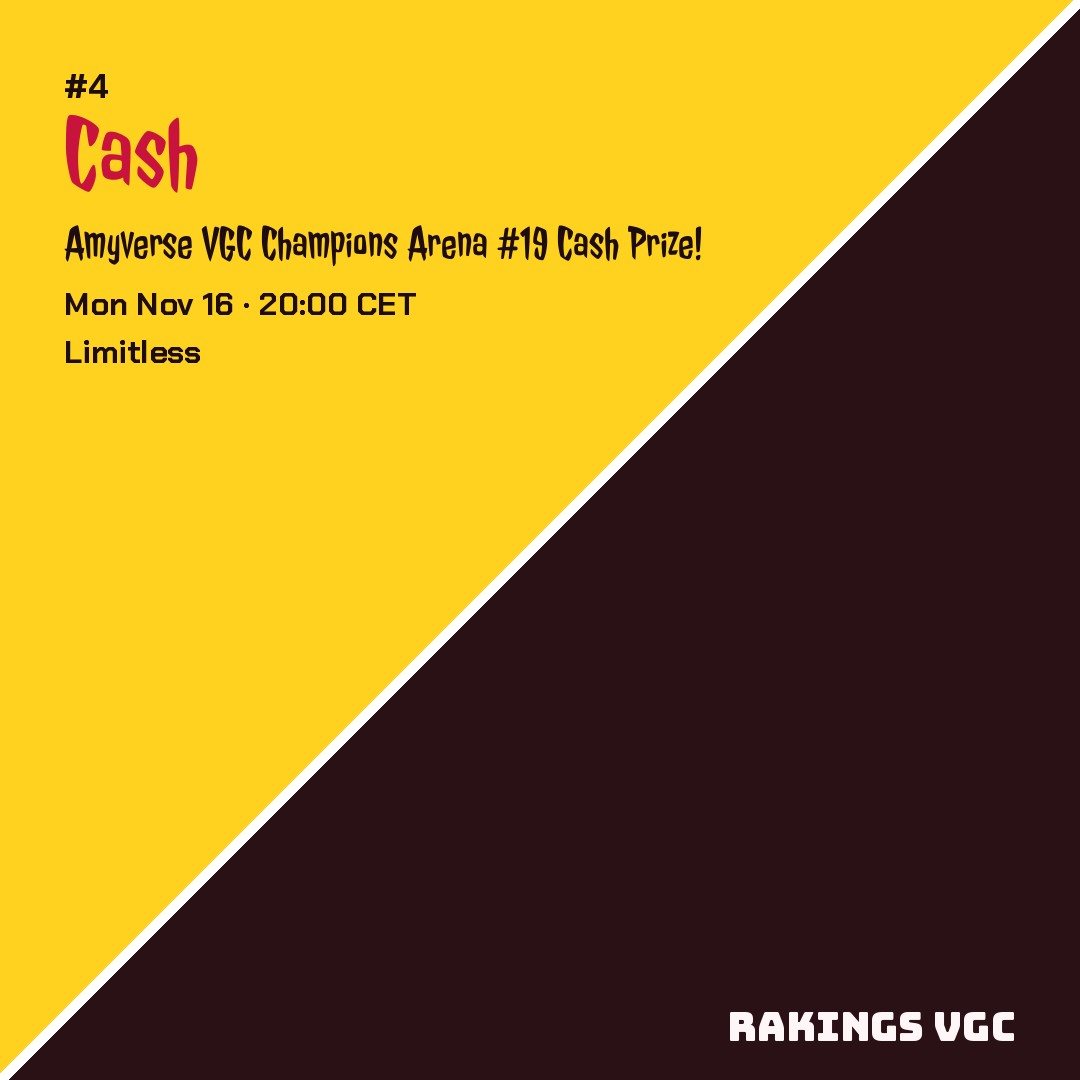 #4
Cash
Amyverse VGC Champions Arena #19 Cash Prize!
Mon Nov 16 · 20:00 CET
Limitless
RAKINGS VGC